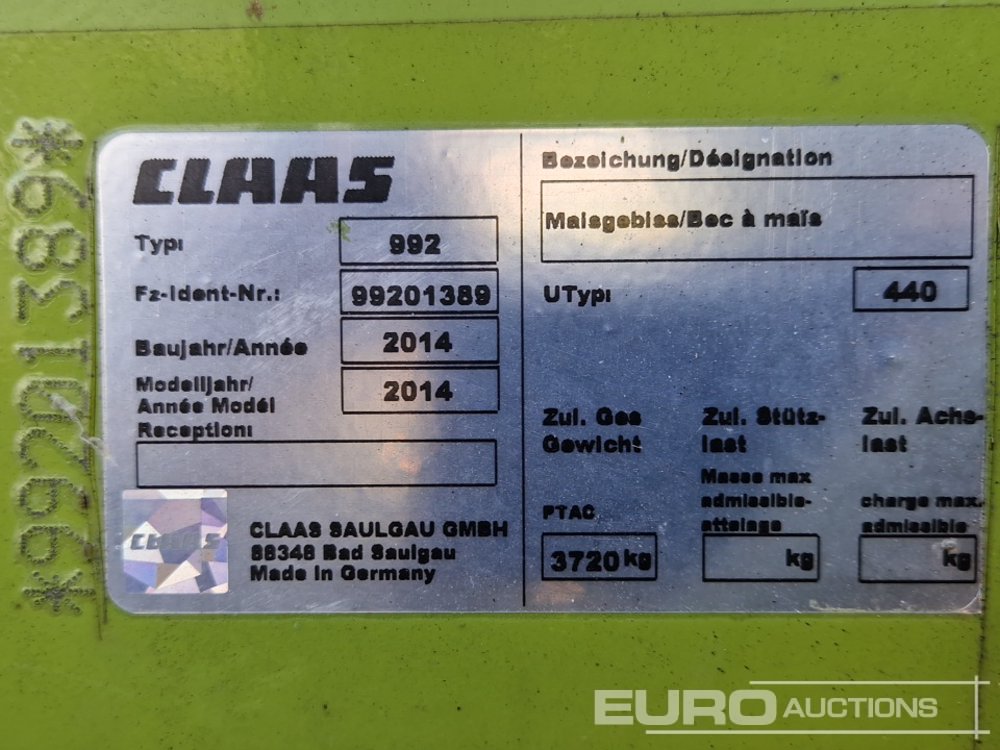 *99201389*
CLAAS
Typ:
992
Fz-Ident-Nr.:
99201389
Baujahr/Année
2014
Modelljahr/
Année Modél
2014
Reception:
CLAAS
CLAAS SAULGAU GMBH
88348 Bad Saulgau
Made in Germany
Bezeichung/Désignation
Maisgebiss/Bec à maïs
UTyp:
440
Zul. Ges
Gewicht
PTAC
3720 kg
Zul. Stütz-
last
Masse max
admissible-
attelage
kg
Zul. Achs-
last
charge max.
admissible
kg
EURO AUCTIONS